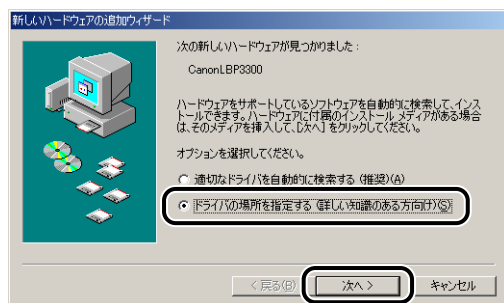 新しいハードウェアの追加ウィザード
次の新しいハードウェアが見つかりました :
CanonLBP3300
ハードウェアをサポートしているソフトウェアを自動的に検索して、インス
トールできます。ハードウェアに付属のインストール メディアがある場合
は、そのメディアを挿入して、[次へ] をクリックしてください。
オプションを選択してください。
適切なドライバを自動的に検索する (推奨)(A)
ドライバの場所を指定する (詳しい知識のある方向け)(S)
< 戻る(B)
次へ >
キャンセル